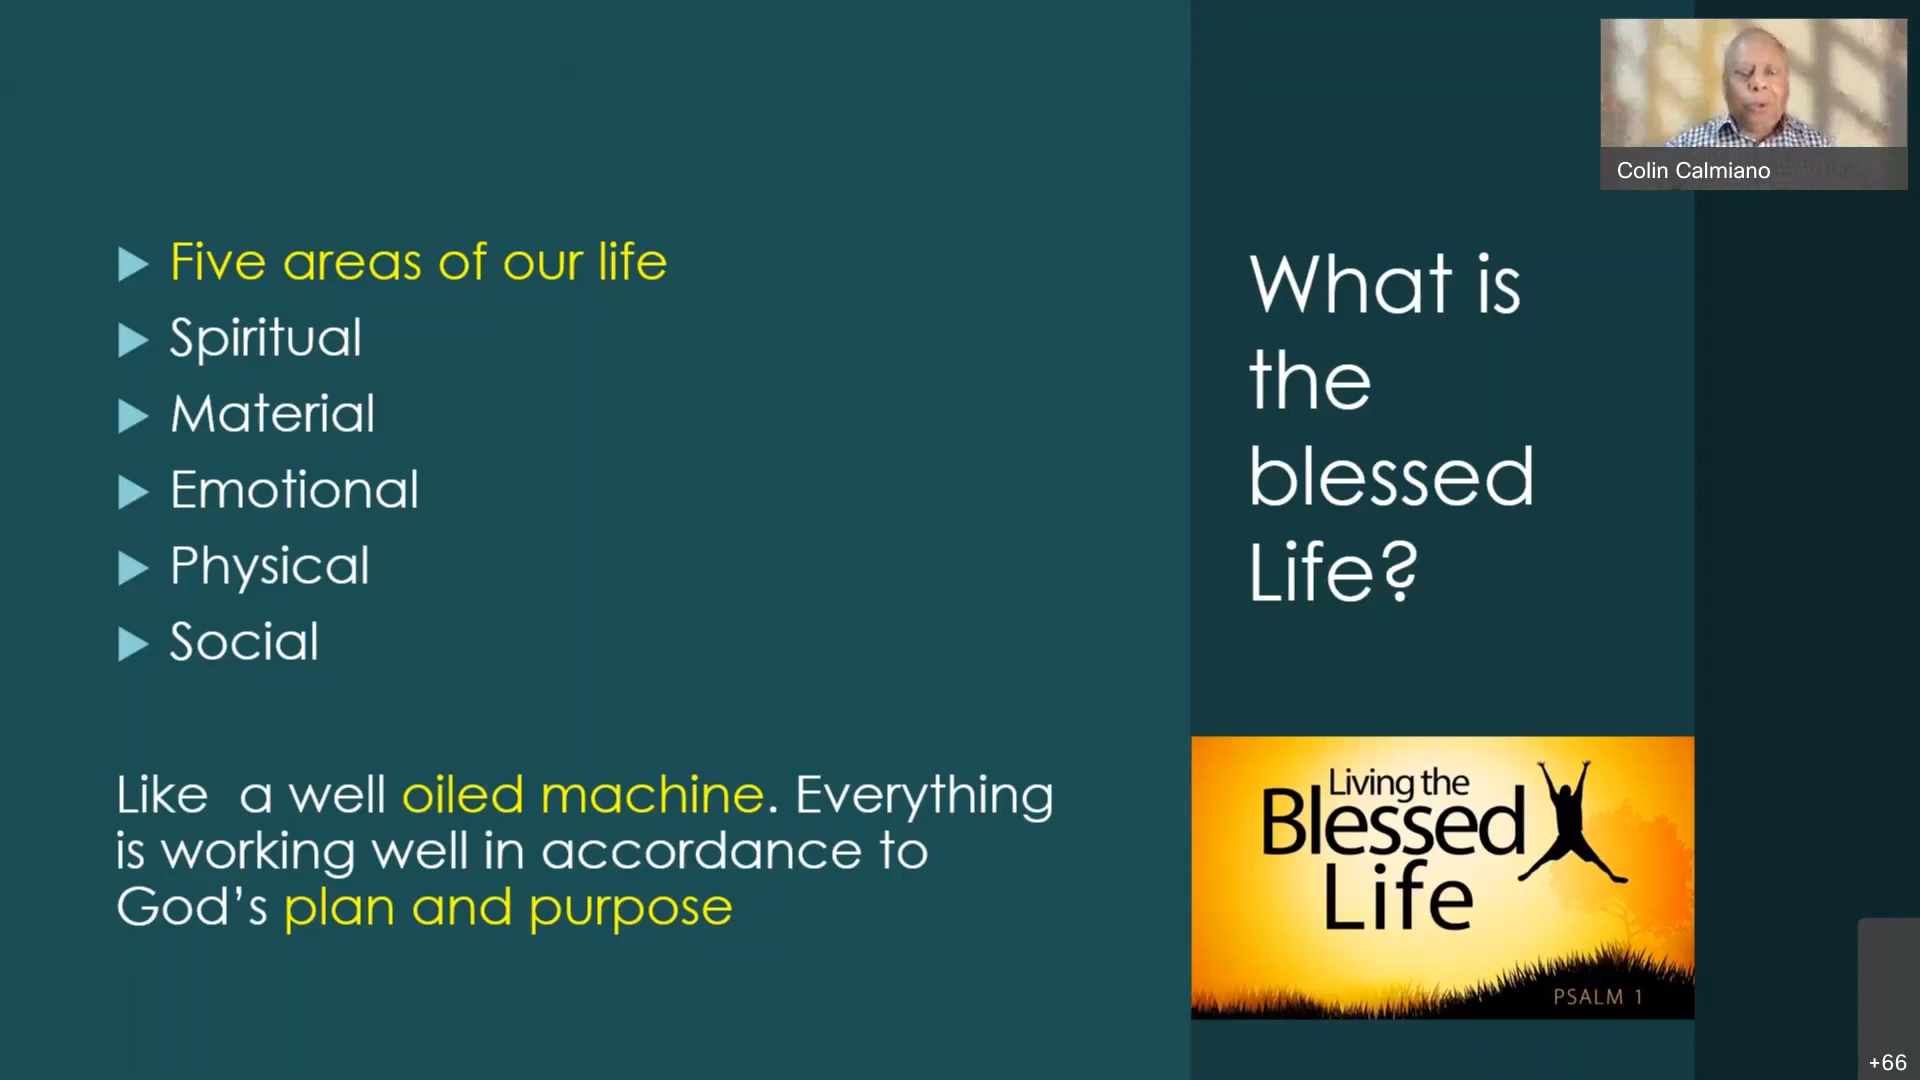 Five areas of our life
Spiritual
Material
Emotional
Physical
Social
Like a well oiled machine. Everything
is working well in accordance to
God’s plan and purpose
What is
the
blessed
Life?
Living the
Blessed
Life
PSALM 1
Colin Calmiano
+66